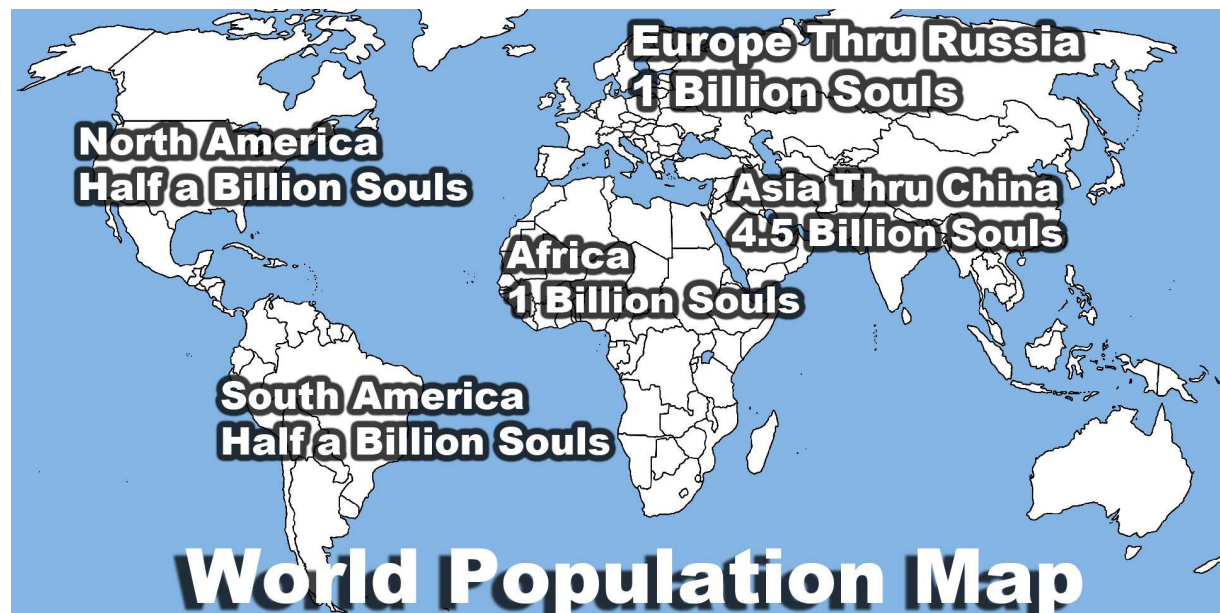 Europe Thru Russia
1 Billion Souls
North America
Half a Billion Souls
Asia Thru China
4.5 Billion Souls
Africa
1 Billion Souls
South America
Half a Billion Souls
World Population Map